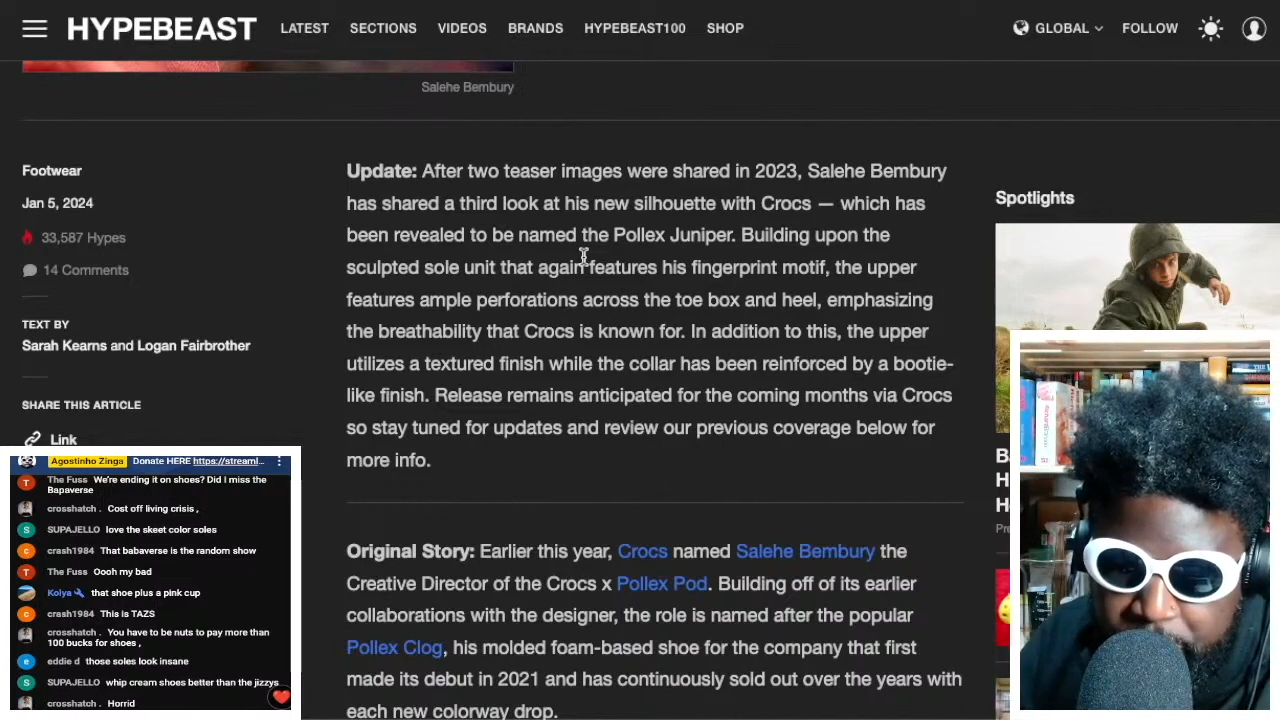 HYPEBEAST LATEST SECTIONS VIDEOS BRANDS HYPEBEAST100 SHOP GLOBAL FOLLOW
Salehe Bembury
Footwear
Jan 5, 2024
33,587 Hypes
14 Comments
TEXT BY
Sarah Kearns and Logan Fairbrother
SHARE THIS ARTICLE
Link
Update: After two teaser images were shared in 2023, Salehe Bembury
has shared a third look at his new silhouette with Crocs — which has
been revealed to be named the Pollex Juniper. Building upon the
sculpted sole unit that again features his fingerprint motif, the upper
features ample perforations across the toe box and heel, emphasizing
the breathability that Crocs is known for. In addition to this, the upper
utilizes a textured finish while the collar has been reinforced by a bootie-
like finish. Release remains anticipated for the coming months via Crocs
so stay tuned for updates and review our previous coverage below for
more info.
Original Story: Earlier this year, Crocs named Salehe Bembury the
Creative Director of the Crocs x Pollex Pod. Building off of its earlier
collaborations with the designer, the role is named after the popular
Pollex Clog, his molded foam-based shoe for the company that first
made its debut in 2021 and has continuously sold out over the years with
each new colorway drop.
Spotlights
Agostinho Zinga Donate HERE https://streaml...
The Fuss We're ending it on shoes? Did I miss the
Bapaverse
crosshatch . Cost off living crisis ,
SUPAJELLO love the skeet color soles
crash1984 That babaverse is the random show
The Fuss Oooh my bad
Kolya that shoe plus a pink cup
crash1984 This is TAZS
crosshatch . You have to be nuts to pay more than
100 bucks for shoes ,
eddie d those soles look insane
SUPAJELLO whip cream shoes better than the jizzys
crosshatch . Horrid